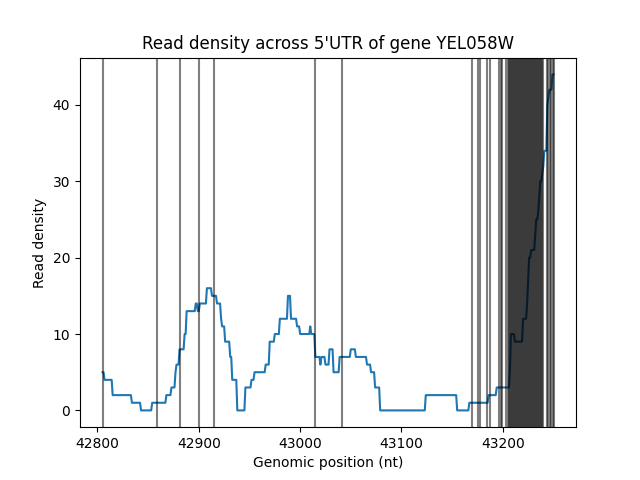 Read density across 5'UTR of gene YEL058W
40
30
20
10
0
Read density
42800 42900 43000 43100 43200
Genomic position (nt)